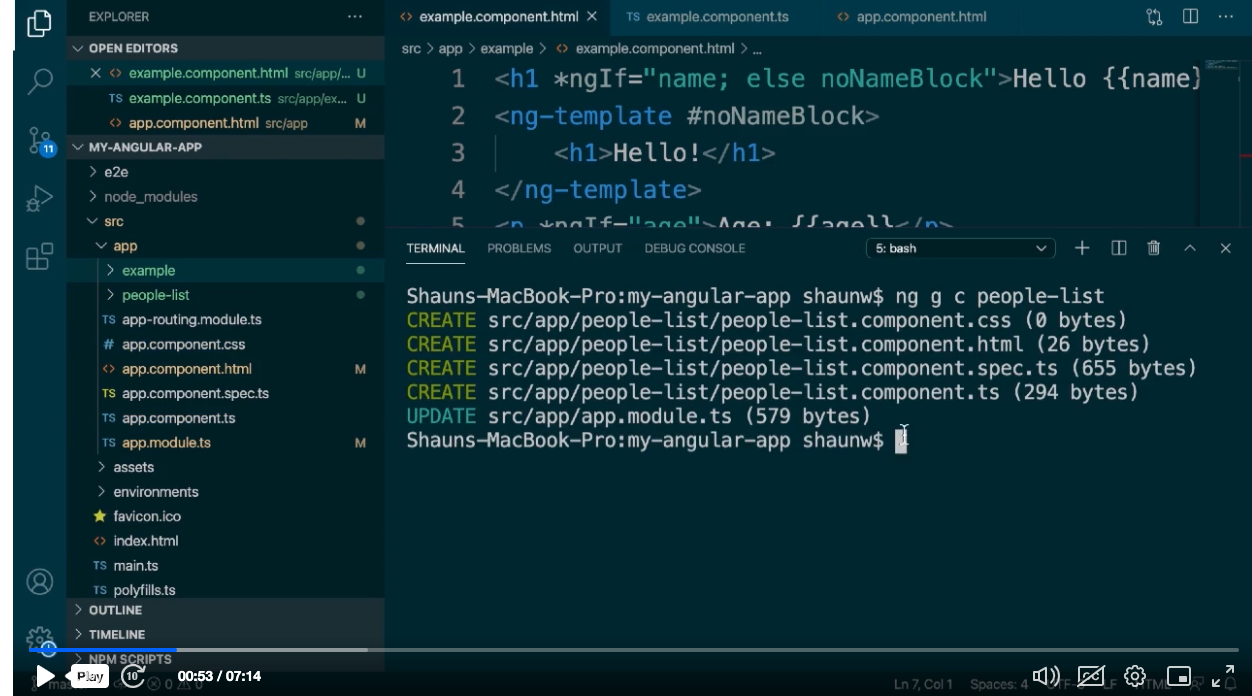 EXPLORER
OPEN EDITORS
example.component.html src/app/... U
TS example.component.ts src/app/ex... U
app.component.html src/app M
MY-ANGULAR-APP
e2e
node_modules
src
app
example
people-list
TS app-routing.module.ts
# app.component.css
app.component.html M
TS app.component.spec.ts
TS app.component.ts
TS app.module.ts M
assets
environments
favicon.ico
index.html
TS main.ts
TS polyfills.ts
OUTLINE
TIMELINE
NPM SCRIPTS
11
example.component.html
TS example.component.ts
app.component.html
src > app > example > example.component.html > ...
1 <h1 *ngIf="name; else noNameBlock">Hello {{name}
2 <ng-template #noNameBlock>
3 <h1>Hello!</h1>
4 </ng-template>
5 <p *ngIf="age">Age: {{age}}</p>
TERMINAL PROBLEMS OUTPUT DEBUG CONSOLE 5: bash
Shauns-MacBook-Pro:my-angular-app shaunw$ ng g c people-list
CREATE src/app/people-list/people-list.component.css (0 bytes)
CREATE src/app/people-list/people-list.component.html (26 bytes)
CREATE src/app/people-list/people-list.component.spec.ts (655 bytes)
CREATE src/app/people-list/people-list.component.ts (294 bytes)
UPDATE src/app/app.module.ts (579 bytes)
Shauns-MacBook-Pro:my-angular-app shaunw$
Play 10 00:53 / 07:14
0 0
Ln 7, Col 1 Spaces: 4